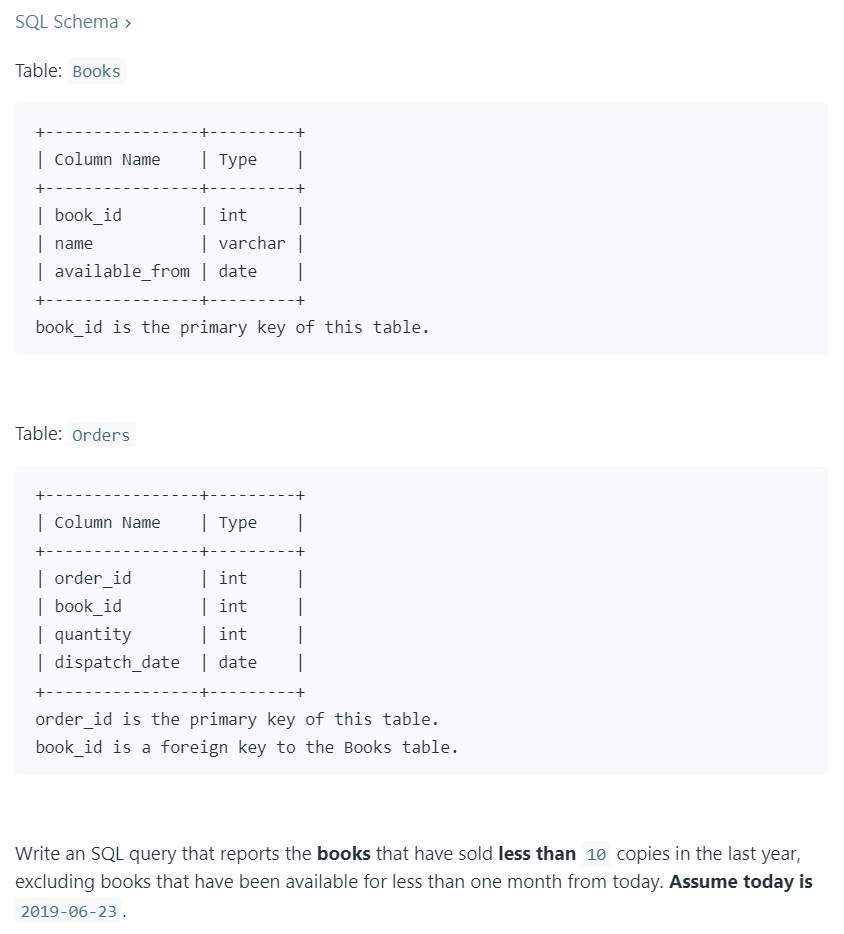 SQL Schema >
Table: Books
+----------------+---------+
| Column Name    | Type    |
+----------------+---------+
| book_id        | int     |
| name           | varchar |
| available_from | date    |
+----------------+---------+
book_id is the primary key of this table.
Table: Orders
+----------------+---------+
| Column Name    | Type    |
+----------------+---------+
| order_id       | int     |
| book_id        | int     |
| quantity       | int     |
| dispatch_date  | date    |
+----------------+---------+
order_id is the primary key of this table.
book_id is a foreign key to the Books table.
Write an SQL query that reports the books that have sold less than 10 copies in the last year,
excluding books that have been available for less than one month from today. Assume today is
2019-06-23.